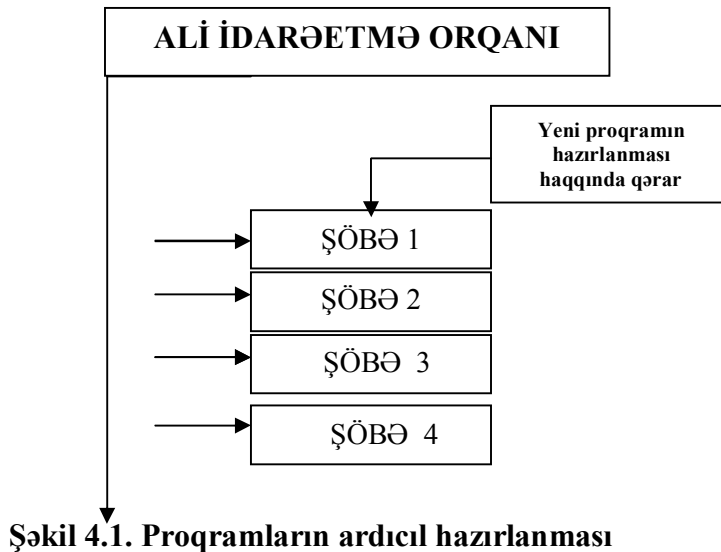 ALİ İDARƏETMƏ ORQANI
Yeni proqramın
hazırlanması
haqqında qərar
ŞÖBƏ 1
ŞÖBƏ 2
ŞÖBƏ 3
ŞÖBƏ 4
Şəkil 4.1. Proqramların ardıcıl hazırlanması